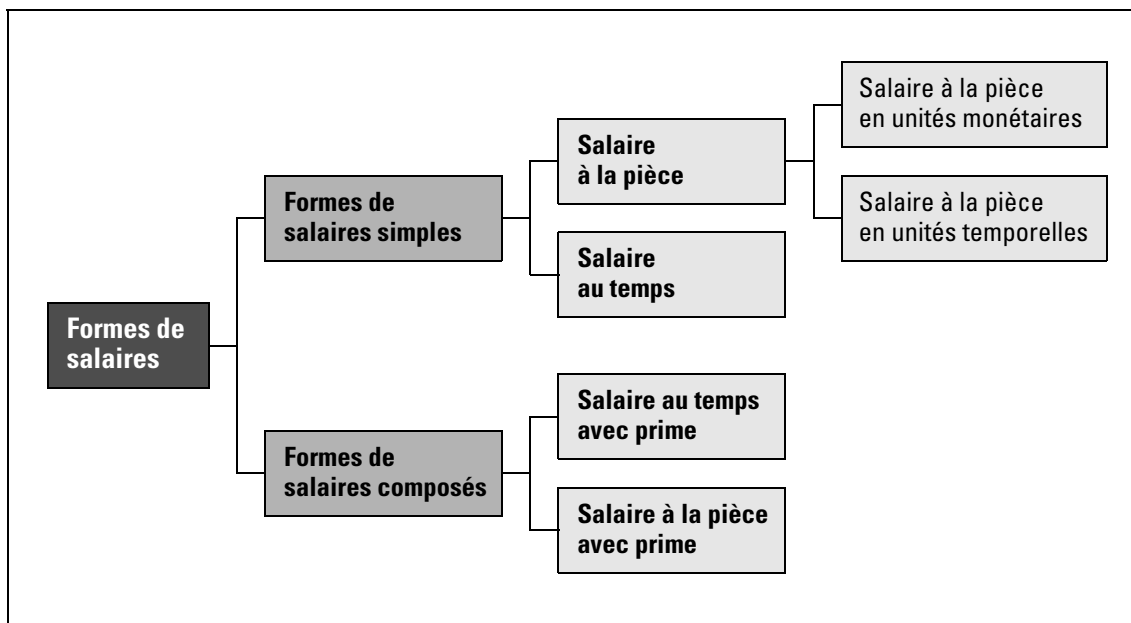 Formes de
salaires
Formes de
salaires simples
Salaire
à la pièce
Salaire à la pièce
en unités monétaires
Salaire à la pièce
en unités temporelles
Salaire
au temps
Formes de
salaires composés
Salaire au temps
avec prime
Salaire à la pièce
avec prime